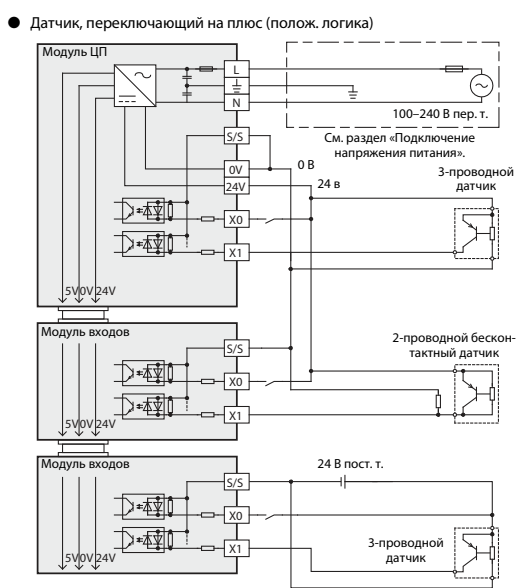 ● Датчик, переключающий на плюс (полож. логика)
Модуль ЦП
L
N
100–240 В пер. т.
См. раздел «Подключение
напряжения питания».
S/S
0V
0 В
24V
24 в
3-проводной
датчик
X0
X1
5V 0V 24V
Модуль входов
S/S
2-проводной бескон-
тактный датчик
X0
X1
5V 0V 24V
Модуль входов
24 В пост. т.
S/S
X0
X1
3-проводной
датчик
5V 0V 24V